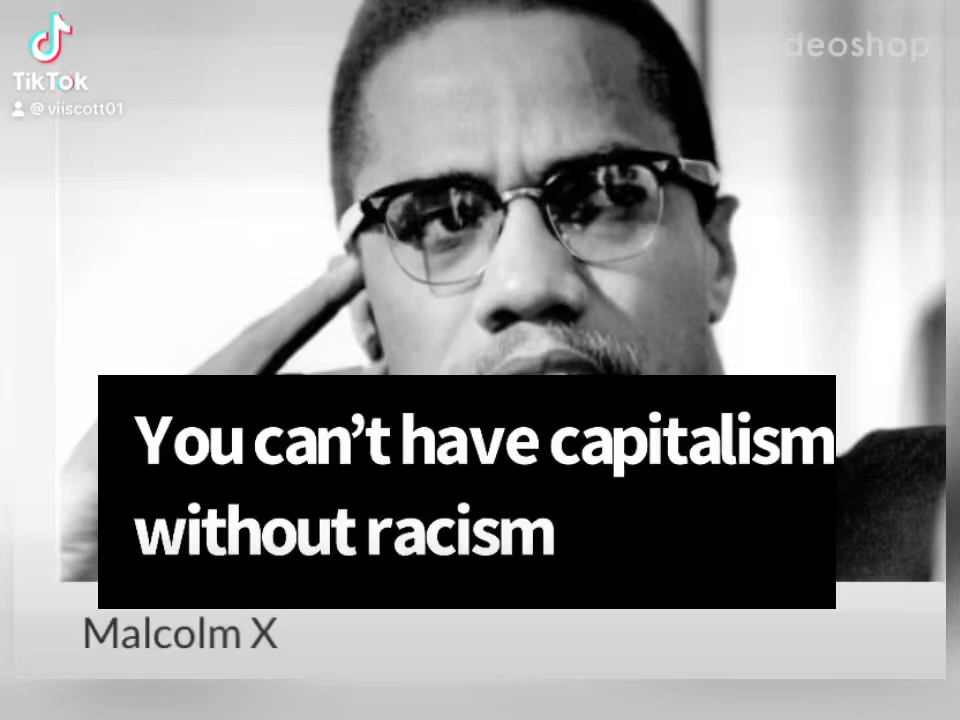 TikTok
@ viiscott01
deoshop
You can't have capitalism
without racism
Malcolm X